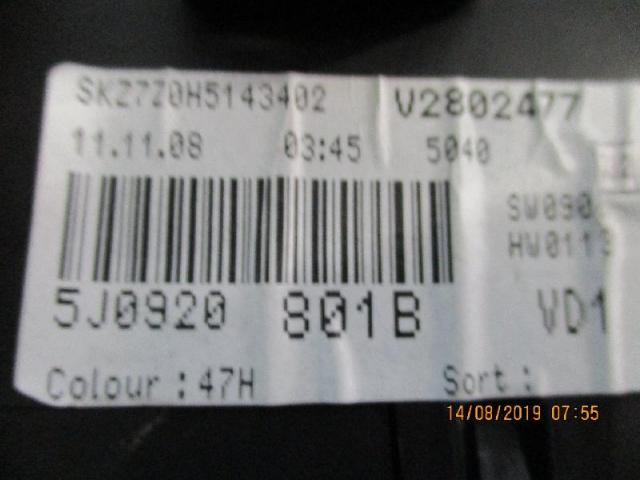 SKZ7Z0H5143402 V2802477
11.11.08 03:45 5040
SW090
HW0113
5J0920 801B VD1
Colour : 47H Sort :
14/08/2019 07:55